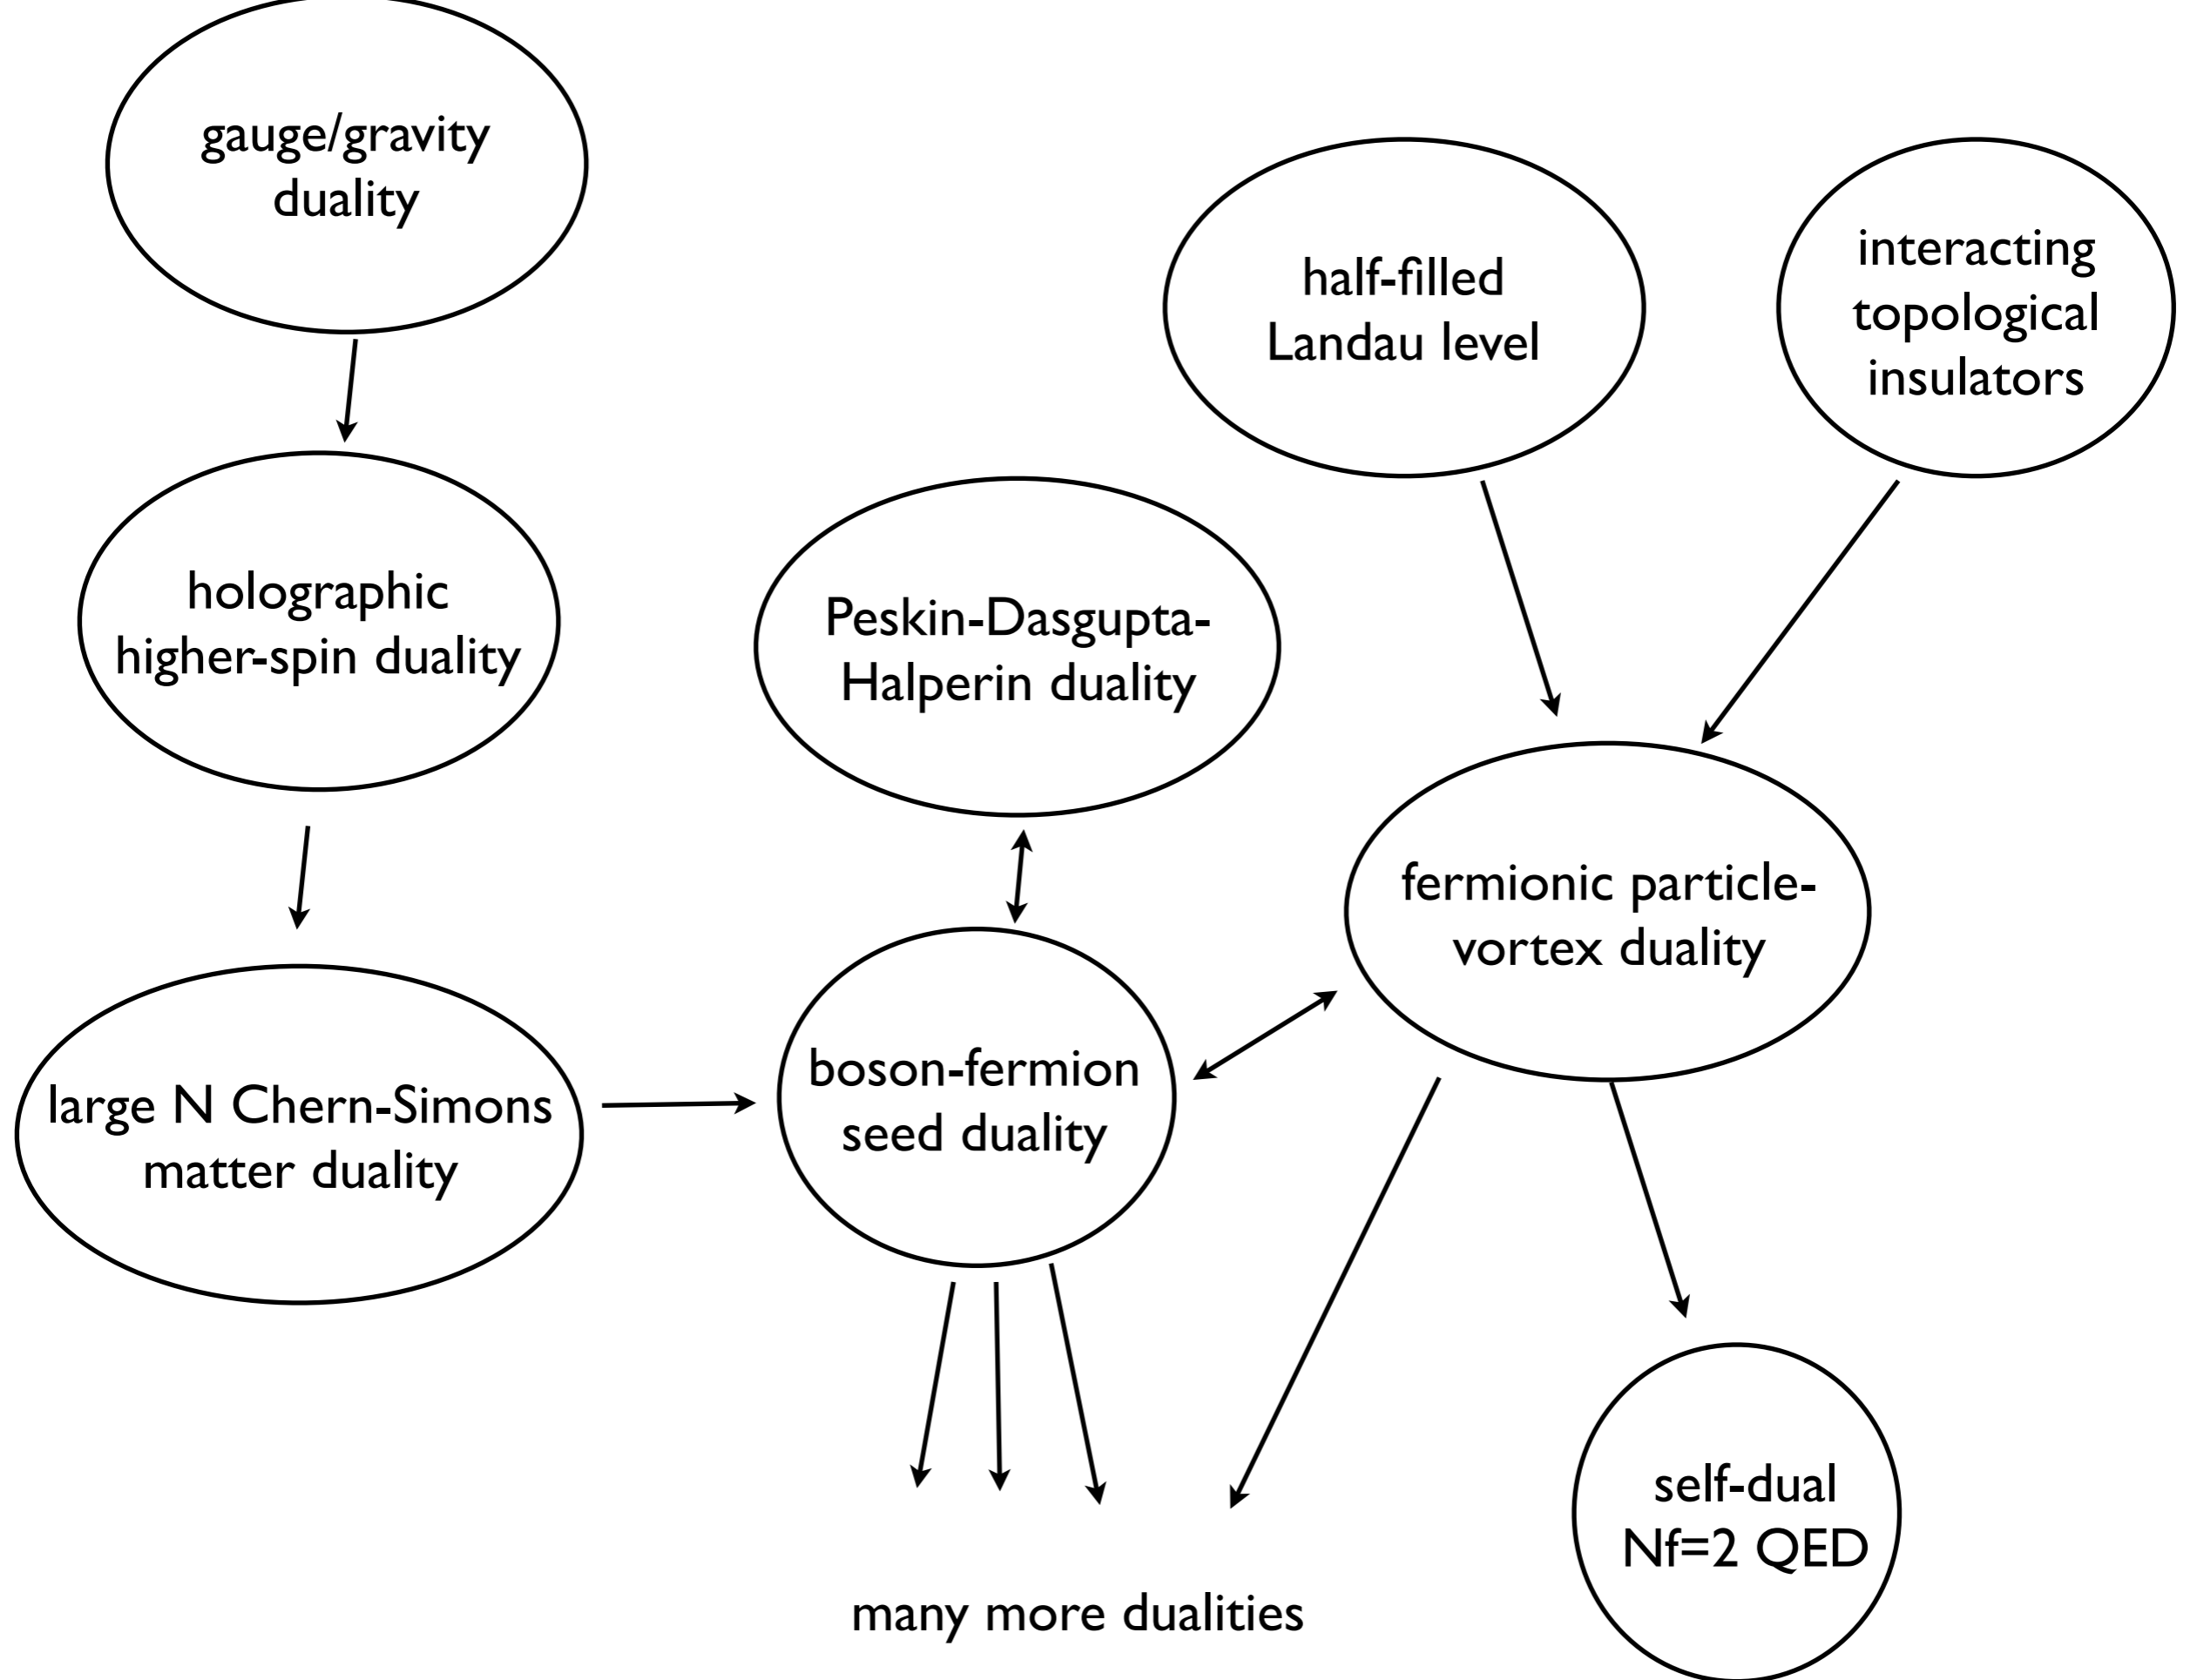 gauge/gravity
duality
half-filled
Landau level
interacting
topological
insulators
holographic
higher-spin duality
Peskin-Dasgupta-
Halperin duality
fermionic particle-
vortex duality
large N Chern-Simons
matter duality
boson-fermion
seed duality
self-dual
Nf=2 QED
many more dualities